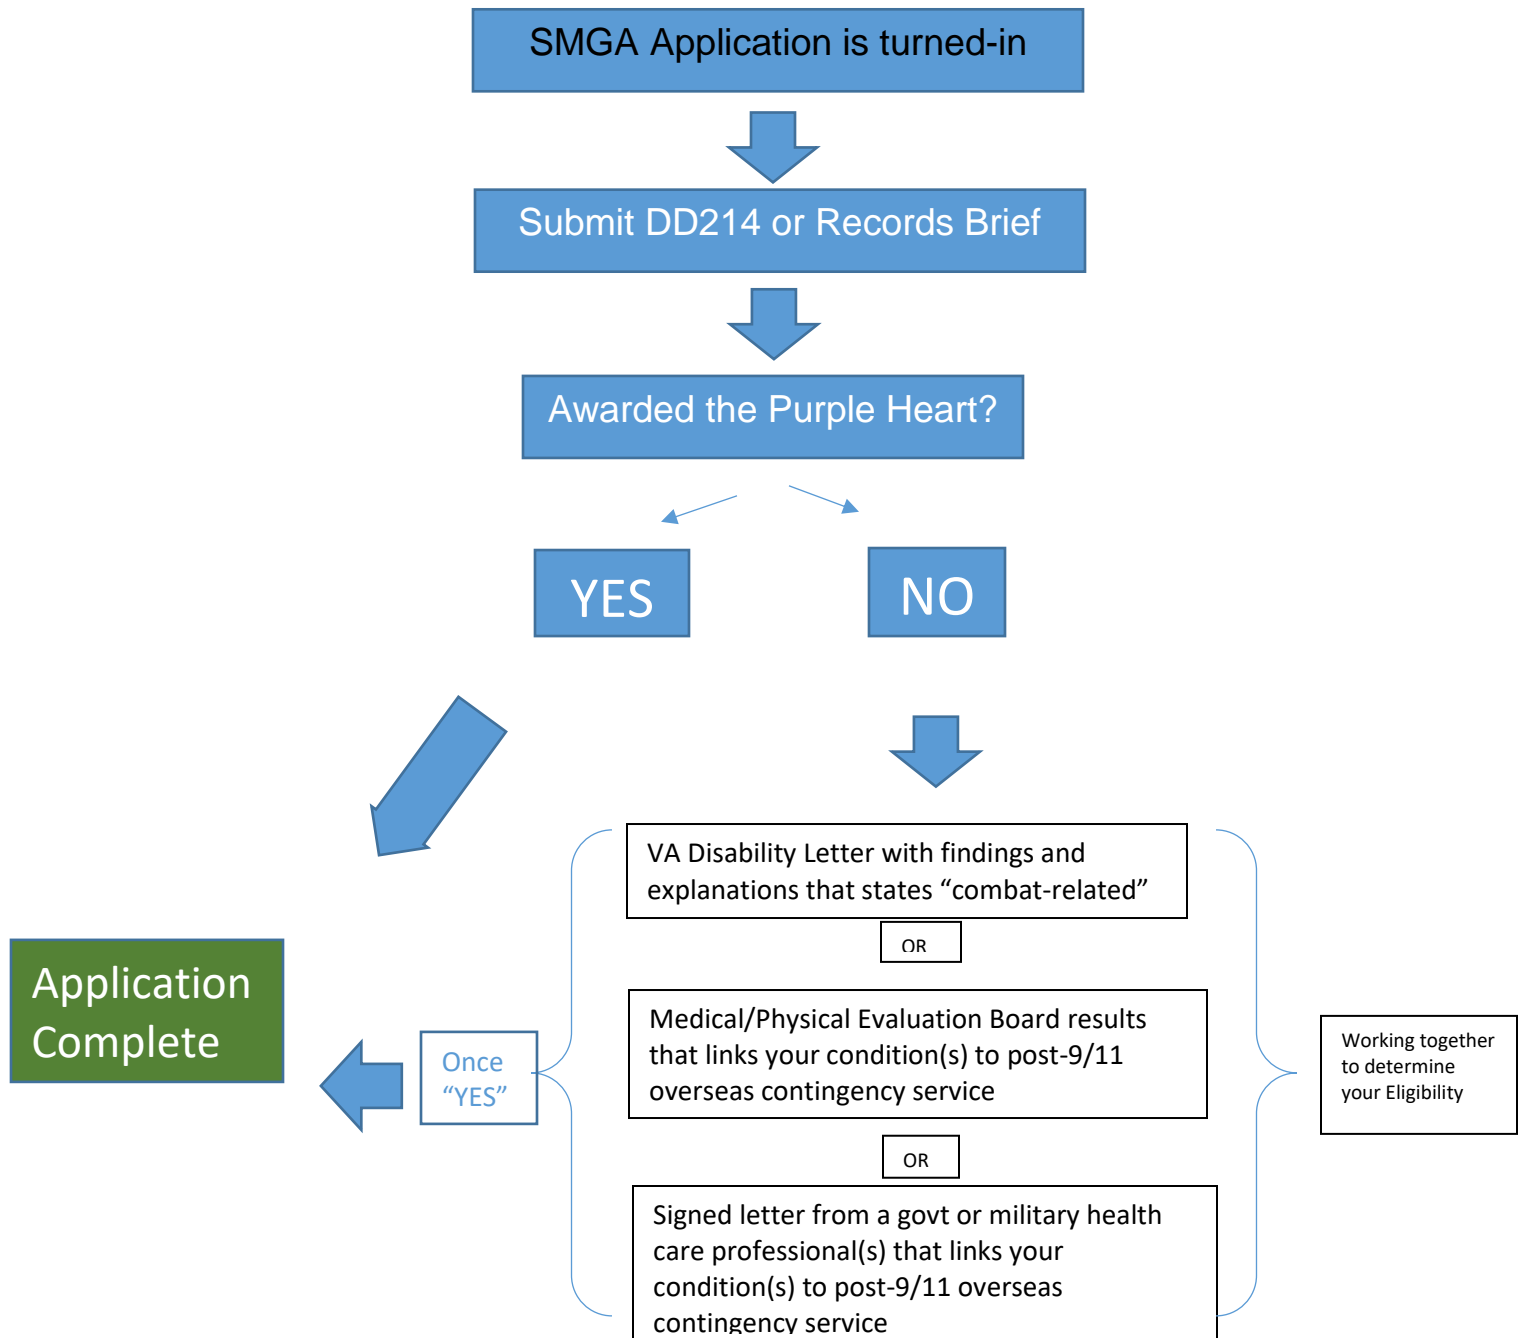 SMGA Application is turned-in
Submit DD214 or Records Brief
Awarded the Purple Heart?
YES
NO
VA Disability Letter with findings and
explanations that states “combat-related”
OR
Medical/Physical Evaluation Board results
that links your condition(s) to post-9/11
overseas contingency service
OR
Signed letter from a govt or military health
care professional(s) that links your
condition(s) to post-9/11 overseas
contingency service
Working together
to determine
your Eligibility
Once
“YES”
Application
Complete